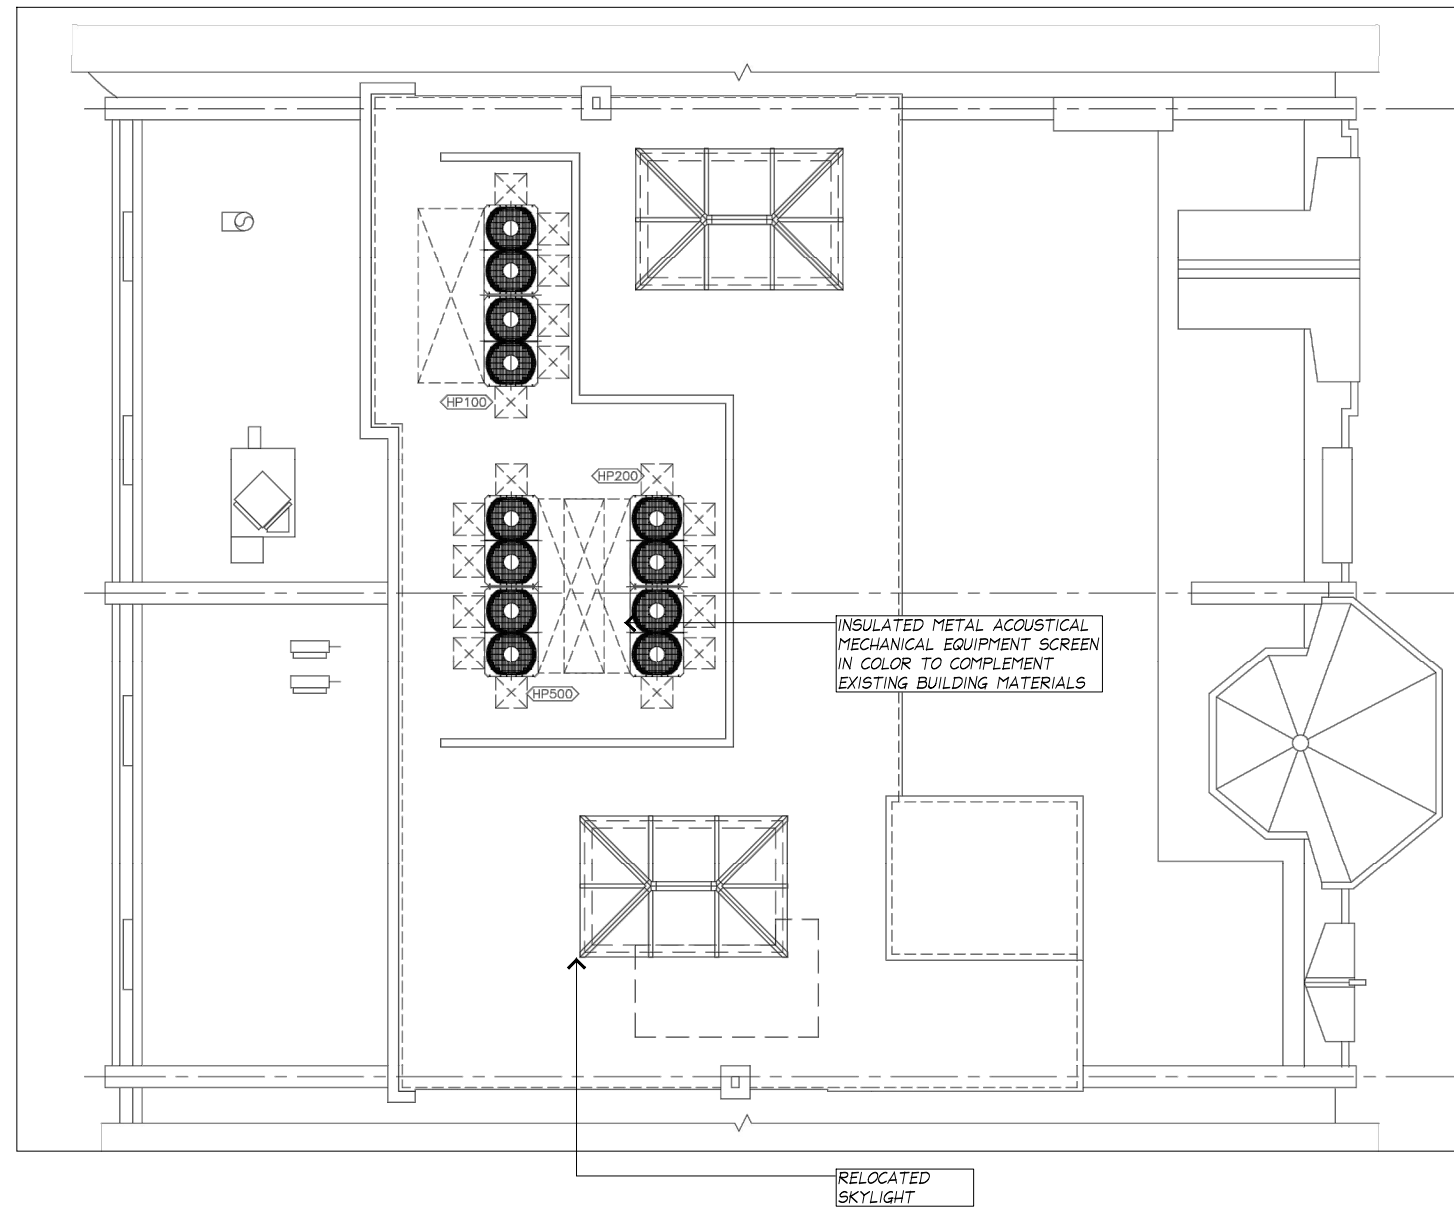 HP100
HP200
INSULATED METAL ACOUSTICAL
MECHANICAL EQUIPMENT SCREEN
IN COLOR TO COMPLEMENT
EXISTING BUILDING MATERIALS
HP500
RELOCATED
SKYLIGHT